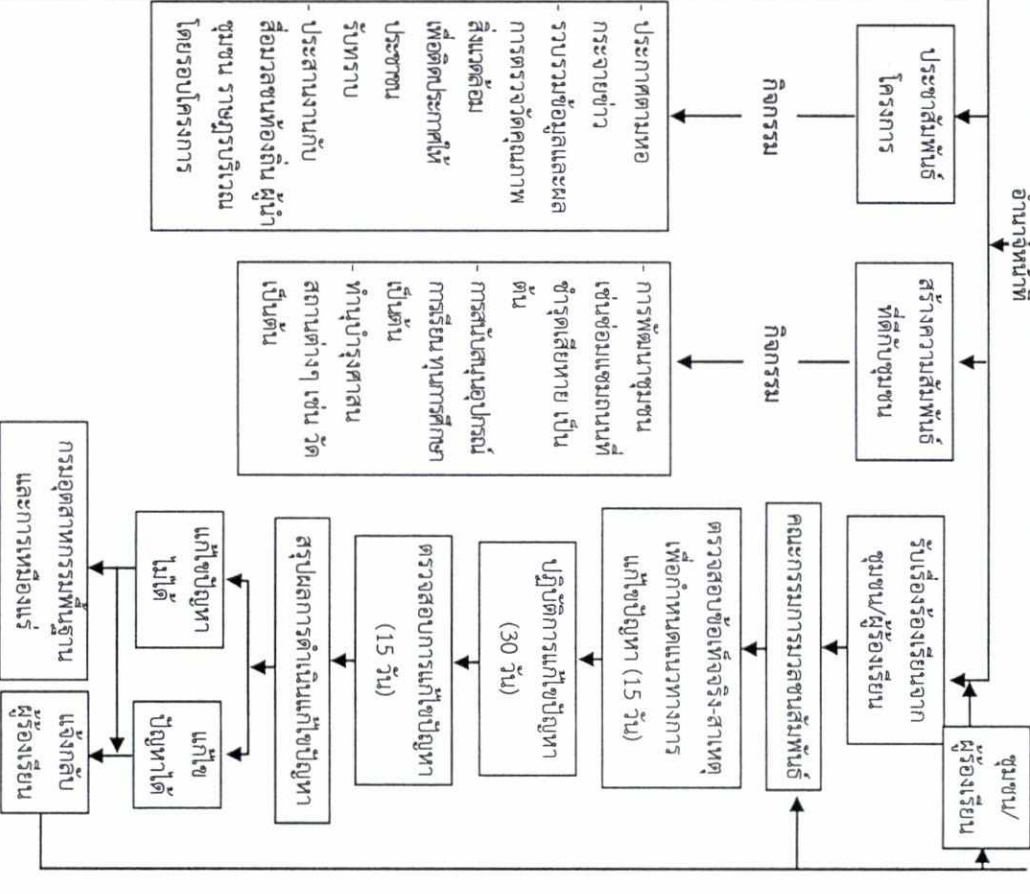 อำนาจหน้าที่
ประชาสัมพันธ์
โครงการ
กิจกรรม
- ประกาศตามหอ
กระจายข่าว
- รวบรวมข้อมูลและผล
การตรวจวัดคุณภาพ
สิ่งแวดล้อม
เพื่อติดประกาศให้
ประชาชน
รับทราบ
- ประสานงานกับ
สื่อมวลชนท้องถิ่น ผู้นำ
ชุมชน ราษฎรบริเวณ
โดยรอบโครงการ
สร้างความสัมพันธ์
ที่ดีกับชุมชน
กิจกรรม
- การพัฒนาชุมชน
เช่นซ่อมแซมถนนที่
ชำรุดเสียหาย เป็น
ต้น
- การสนับสนุนอุปกรณ์
การเรียน ทุนการศึกษา
เป็นต้น
- ทำนุบำรุงศาสน
สถานต่างๆ เช่น วัด
เป็นต้น
ชุมชน/
ผู้ร้องเรียน
รับเรื่องร้องเรียนจาก
ชุมชน/ผู้ร้องเรียน
คณะกรรมการมวลชนสัมพันธ์
ตรวจสอบข้อเท็จจริง-สาเหตุ
เพื่อกำหนดแนวทางการ
แก้ไขปัญหา (15 วัน)
ปฏิบัติการแก้ไขปัญหา
(30 วัน)
ตรวจสอบการแก้ไขปัญหา
(15 วัน)
สรุปผลการดำเนินแก้ไขปัญหา
แก้ไขปัญหา
ไม่ได้
แก้ไข
ปัญหาได้
กรมอุตสาหกรรมพื้นฐาน
และการเหมืองแร่
แจ้งกลับ
ผู้ร้องเรียน